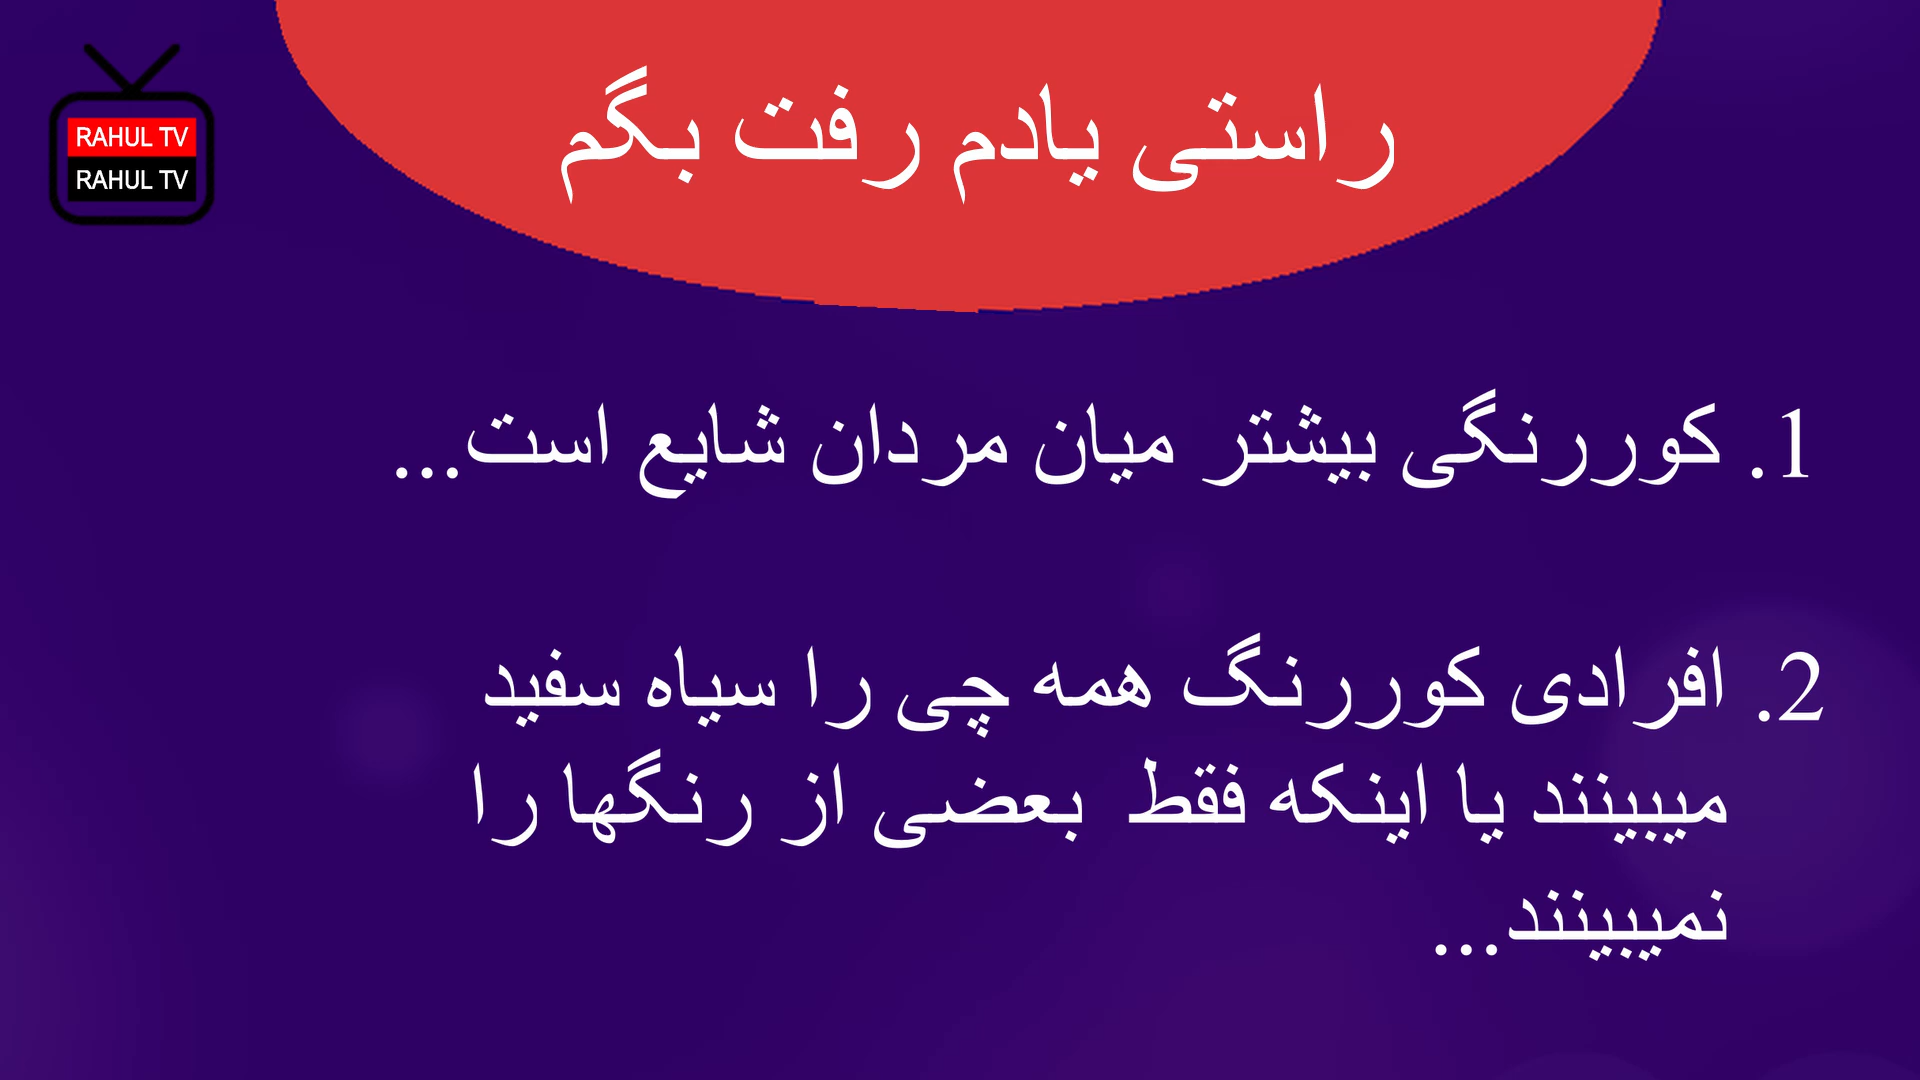 RAHUL TV
RAHUL TV
راستی یادم رفت بگم
1. کوررنگی بیشتر میان مردان شایع است...
2. افرادی کوررنگ همه چی را سیاه سفید
میبینند یا اینکه فقط بعضی از رنگها را
نمیبینند...